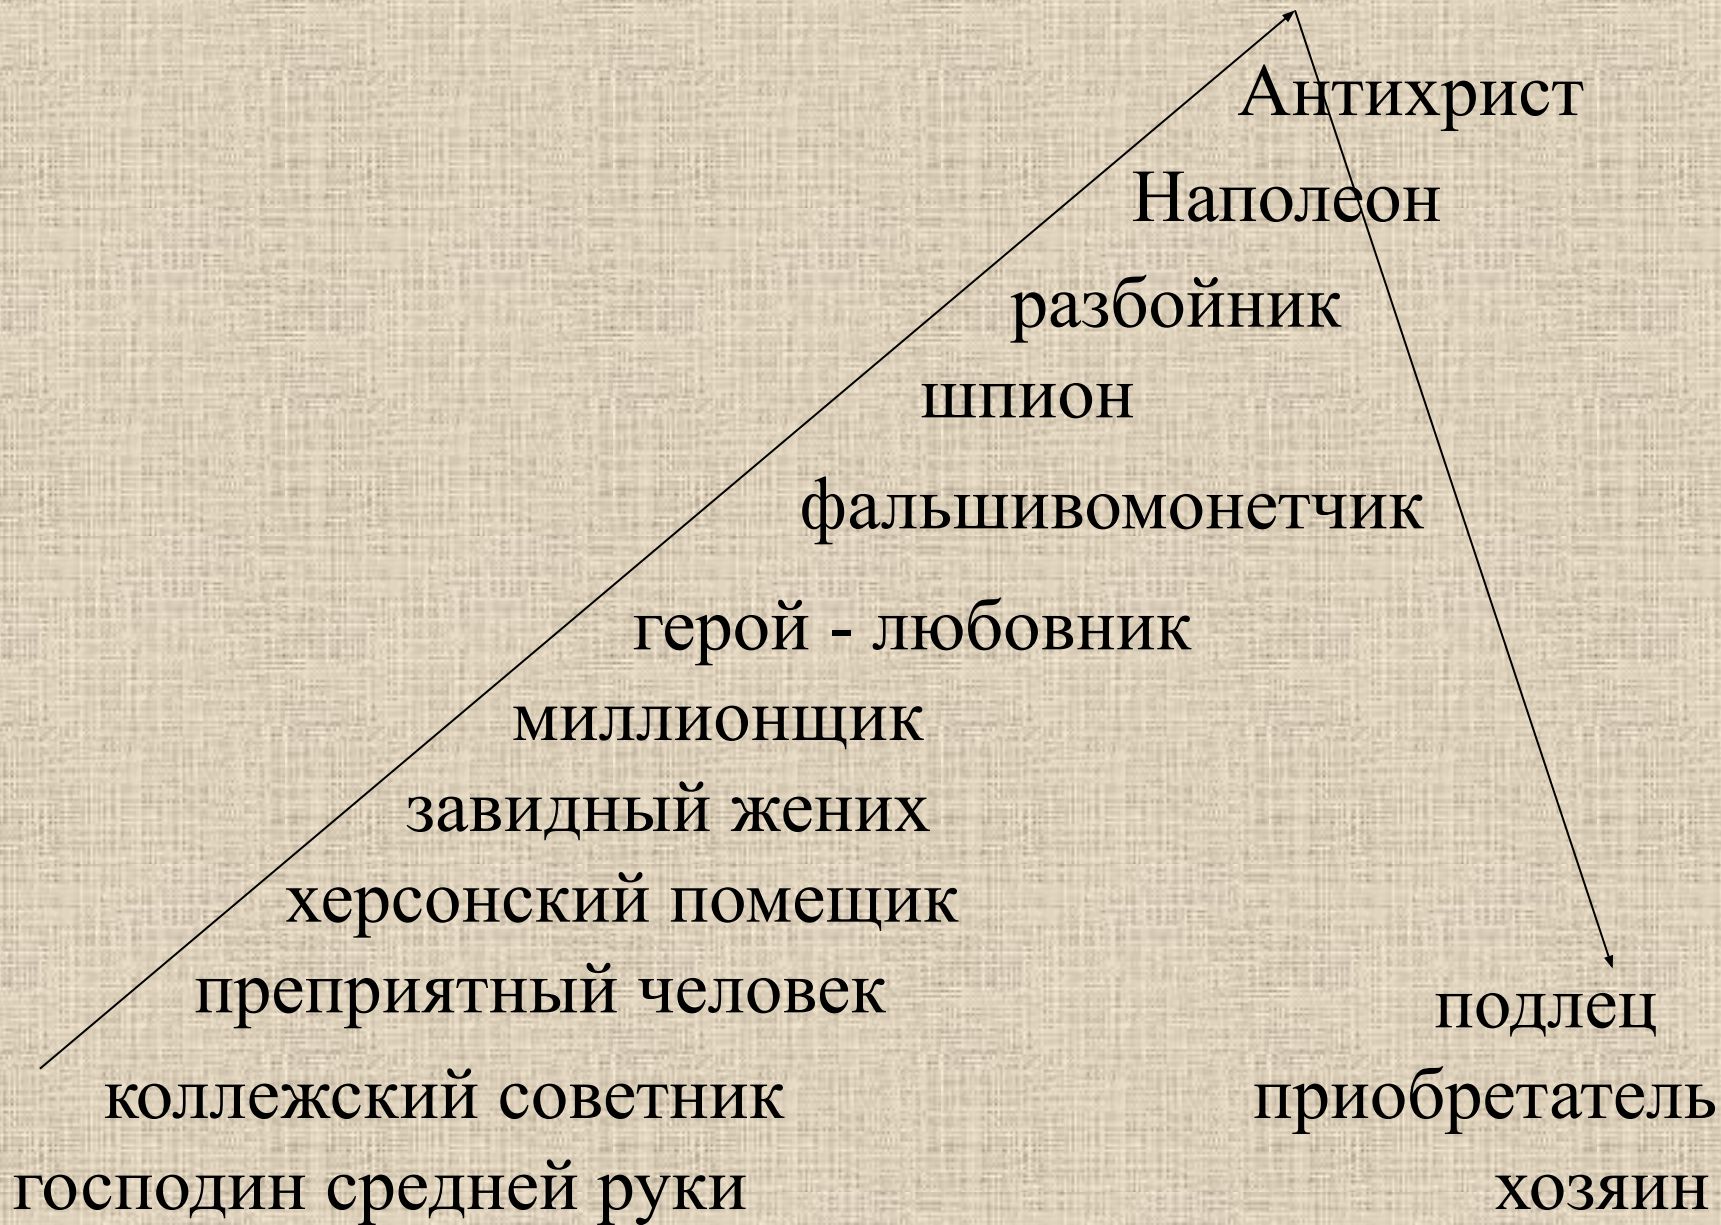 Антихрист
Наполеон
разбойник
шпион
фальшивомонетчик
герой - любовник
миллионщик
завидный жених
херсонский помещик
преприятный человек
подлец
коллежский советник
приобретатель
господин средней руки
хозяин